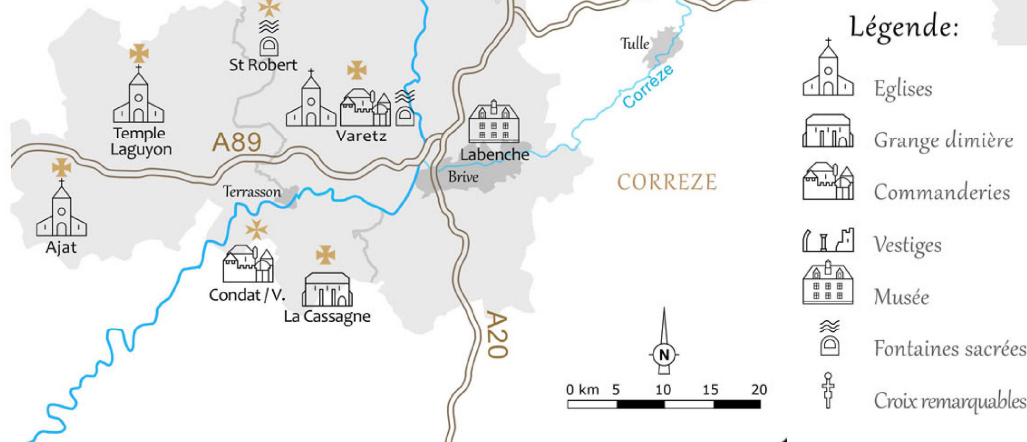 Légende:
Tulle
St Robert
Corrèze
Eglises
Temple
Laguyon
Varetz
A89
Labenche
Grange dimière
Brive
Terrasson
CORREZE
Commanderies
Ajat
Vestiges
Condat / V.
La Cassagne
Musée
A20
N
Fontaines sacrées
0 km 5 10 15 20
Croix remarquables